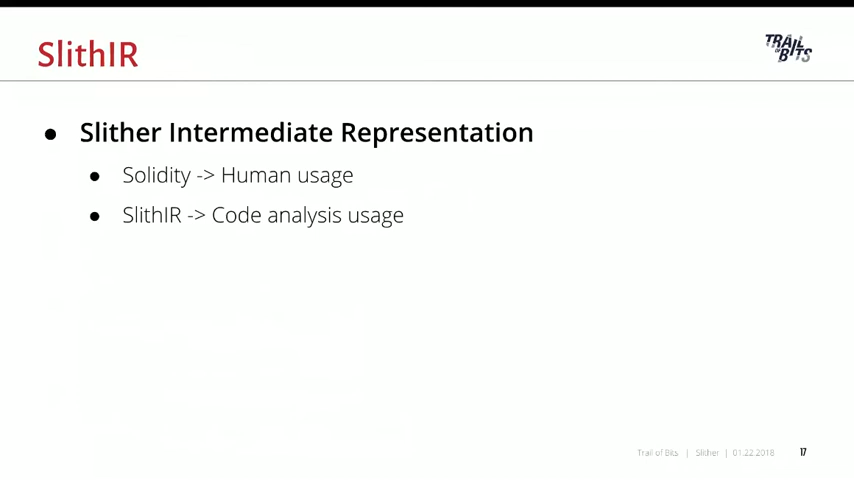 SlithIR
TRAIL OF BITS
● Slither Intermediate Representation
● Solidity -> Human usage
● SlithIR -> Code analysis usage
Trail of Bits | Slither | 01.22.2018 17